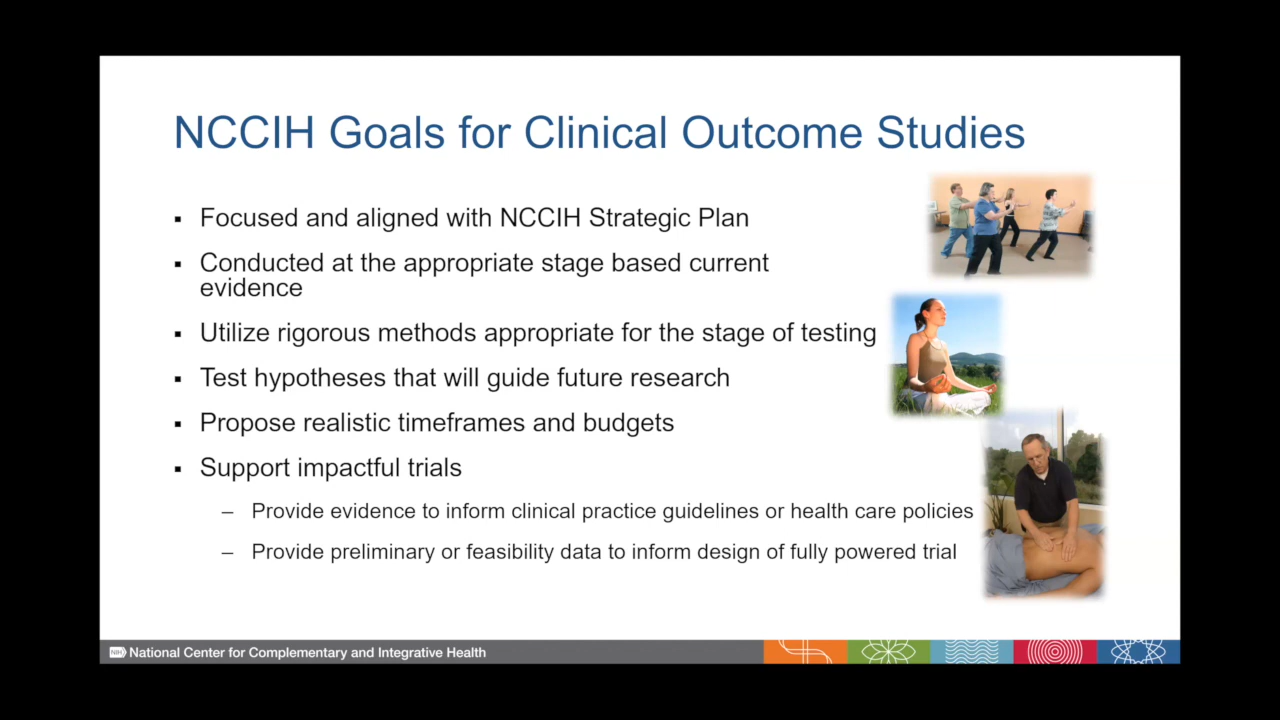 NCCIH Goals for Clinical Outcome Studies
▪ Focused and aligned with NCCIH Strategic Plan
▪ Conducted at the appropriate stage based current
evidence
▪ Utilize rigorous methods appropriate for the stage of testing
▪ Test hypotheses that will guide future research
▪ Propose realistic timeframes and budgets
▪ Support impactful trials
– Provide evidence to inform clinical practice guidelines or health care policies
– Provide preliminary or feasibility data to inform design of fully powered trial
NIH National Center for Complementary and Integrative Health